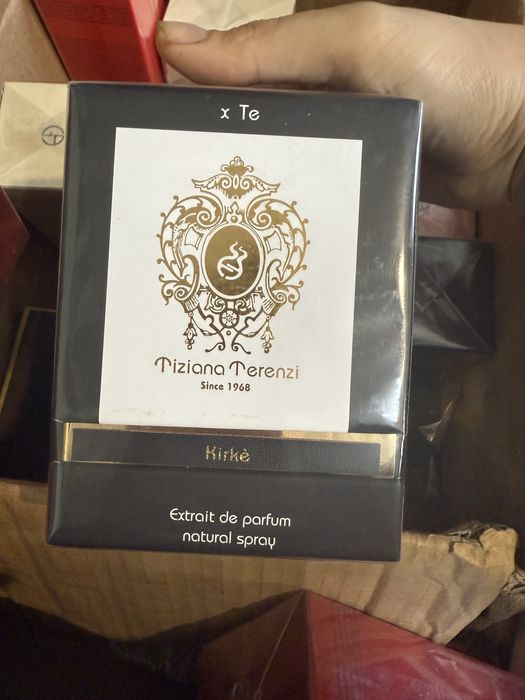 x Te
Tiziana Terenzi
Since 1968
Kirkè
Extrait de parfum
natural spray